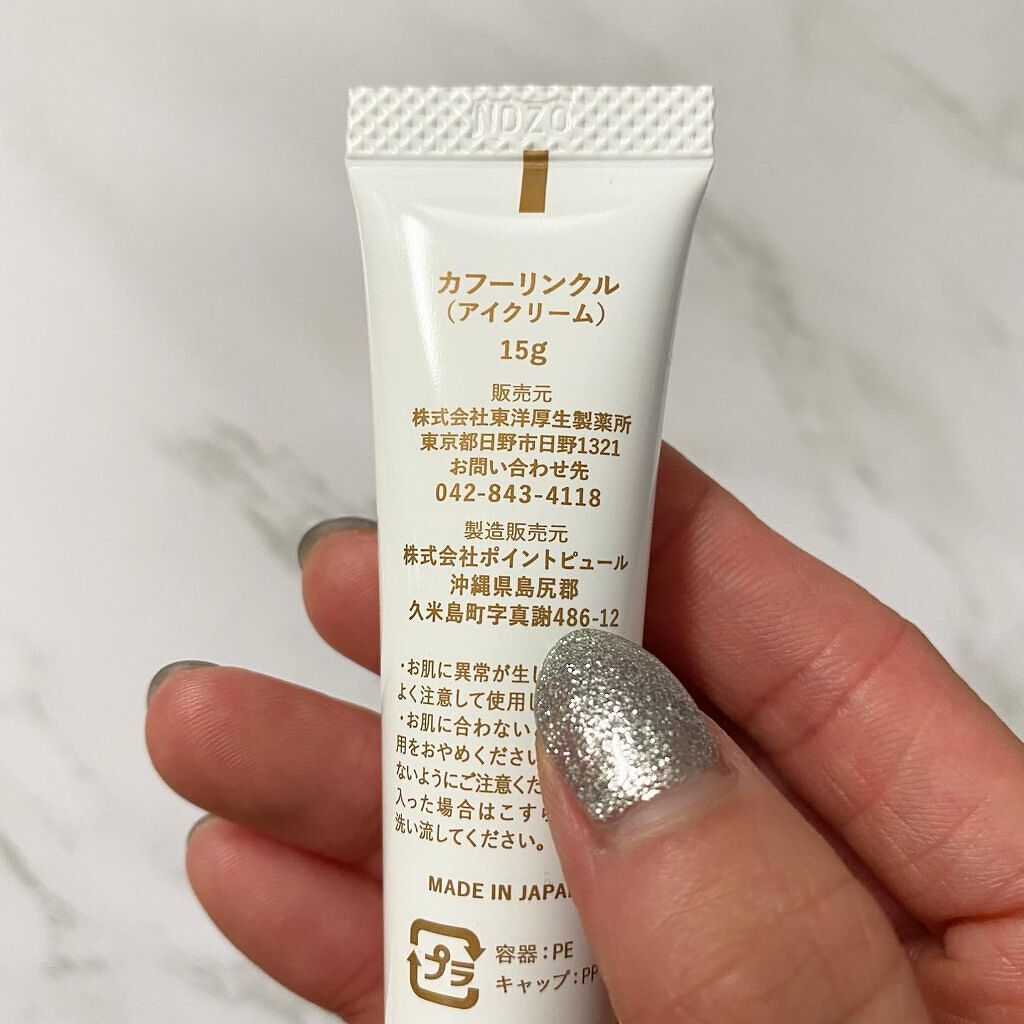 NDZO
カフーリンクル
(アイクリーム)
15g
販売元
株式会社東洋厚生製薬所
東京都日野市日野1321
お問い合わせ先
042-843-4118
製造販売元
株式会社ポイントピュール
沖縄県島尻郡
久米島町字真謝486-12
・お肌に異常が生し
よく注意して使用し
・お肌に合わない
用をおやめください
ないようにご注意くだ
入った場合はこす
洗い流してください。
MADE IN JAPA
プラ
容器:PE
キャップ:PP